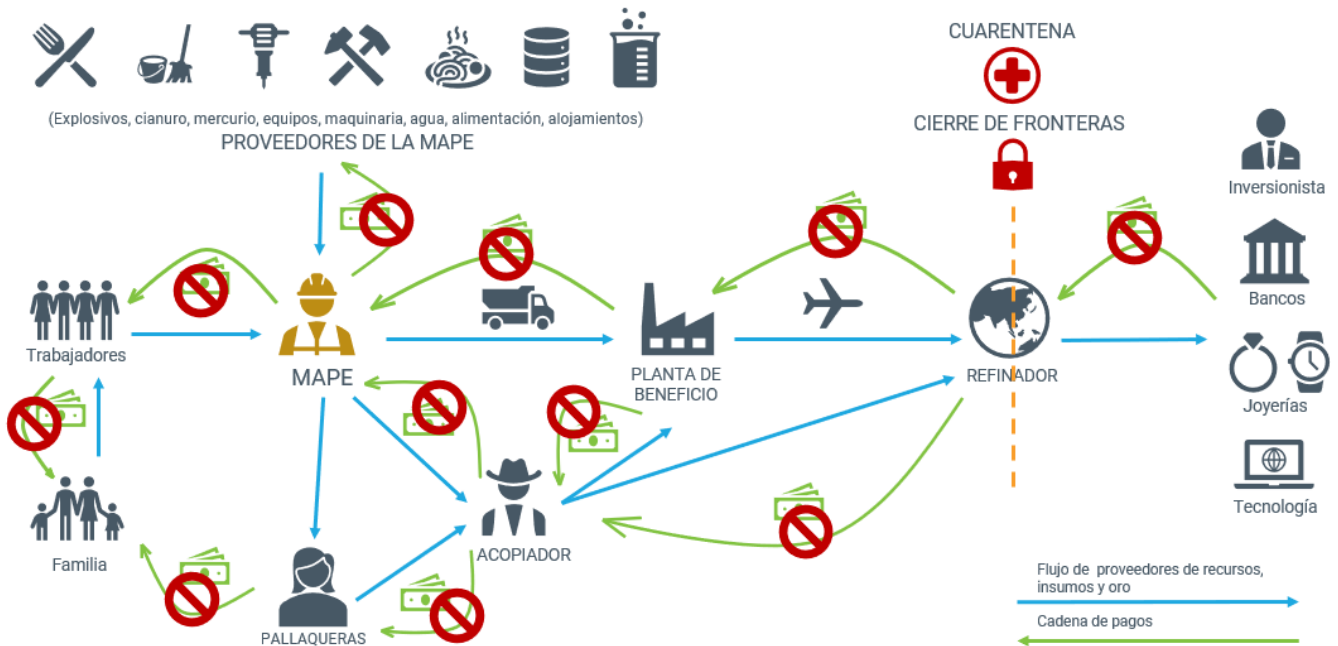 (Explosivos, cianuro, mercurio, equipos, maquinaria, agua, alimentación, alojamientos)
PROVEEDORES DE LA MAPE
CUARENTENA
CIERRE DE FRONTERAS
Inversionista
Bancos
Joyerías
Tecnología
Trabajadores
MAPE
PLANTA DE
BENEFICIO
REFINADOR
Familia
PALLAQUERAS
ACOPIADOR
Flujo de proveedores de recursos,
insumos y oro
Cadena de pagos